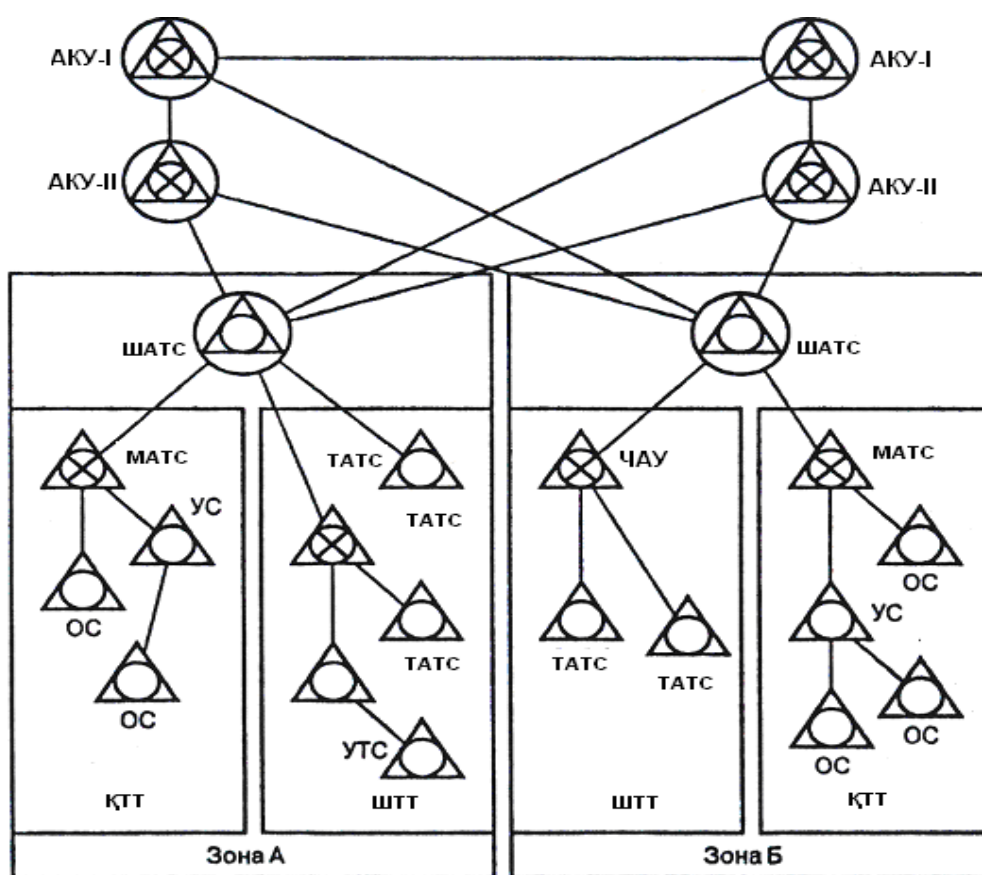 АКУ-I АКУ-I
АКУ-II АКУ-II
ШАТС ШАТС
МАТС ТАТС ЧАУ МАТС
УС ТАТС
ОС ОС УС
ТАТС ТАТС ТАТС
ОС ОС
УТС ОС
ҚТТ ШТТ ШТТ ҚТТ
Зона А Зона Б